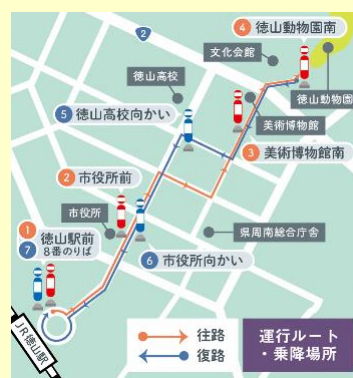 ④ 徳山動物園南
2
文化会館
徳山高校
徳山動物園
⑤ 徳山高校向かい
美術博物館
③ 美術博物館南
② 市役所前
市役所
県周南総合庁舎
①
⑦
徳山駅前
8番のりば
⑥ 市役所向かい
JR徳山駅
往路
復路
運行ルート
・乗降場所